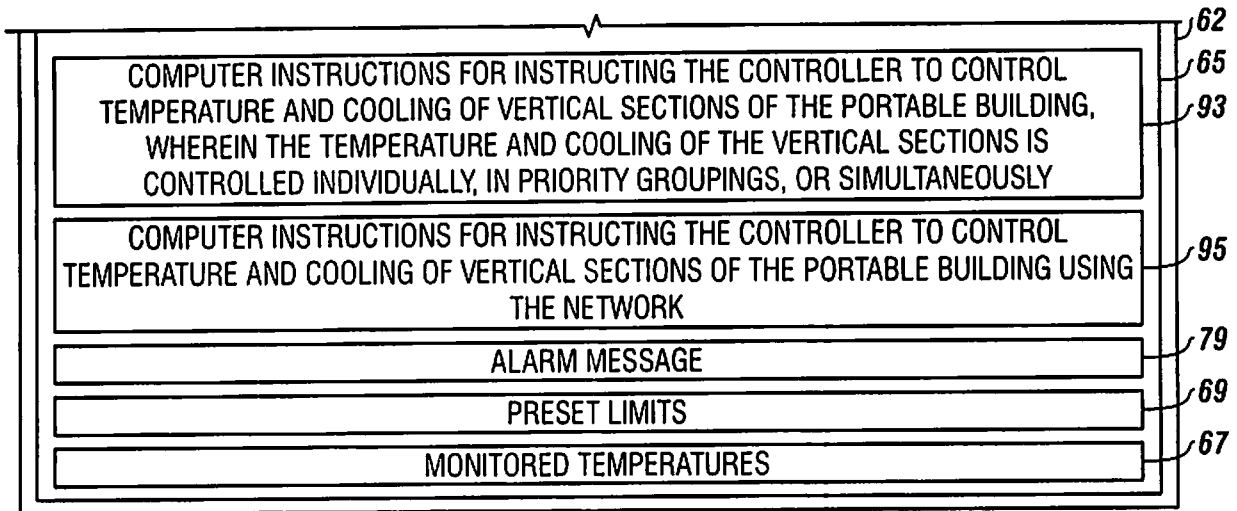 62
65
COMPUTER INSTRUCTIONS FOR INSTRUCTING THE CONTROLLER TO CONTROL
TEMPERATURE AND COOLING OF VERTICAL SECTIONS OF THE PORTABLE BUILDING,
WHEREIN THE TEMPERATURE AND COOLING OF THE VERTICAL SECTIONS IS
CONTROLLED INDIVIDUALLY, IN PRIORITY GROUPINGS, OR SIMULTANEOUSLY
93
COMPUTER INSTRUCTIONS FOR INSTRUCTING THE CONTROLLER TO CONTROL
TEMPERATURE AND COOLING OF VERTICAL SECTIONS OF THE PORTABLE BUILDING USING
THE NETWORK
95
ALARM MESSAGE
79
PRESET LIMITS
69
MONITORED TEMPERATURES
67